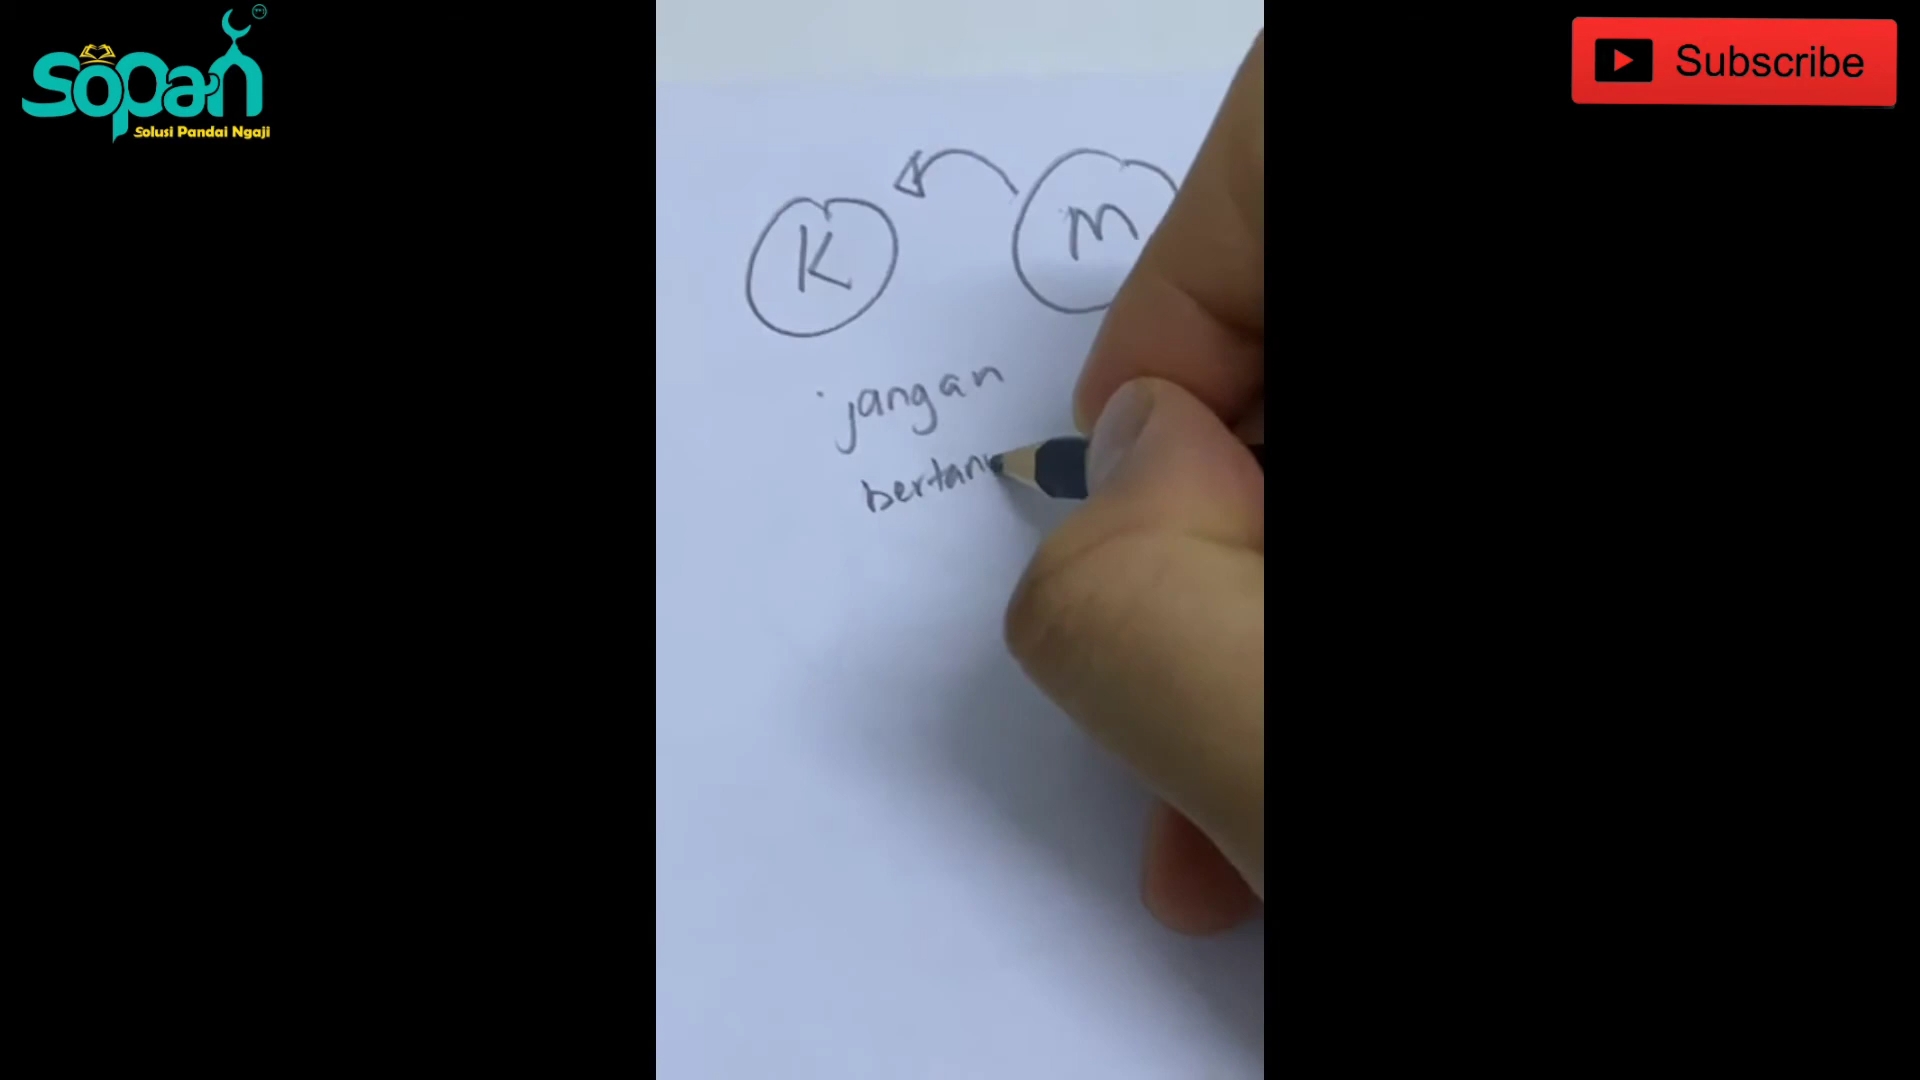 Sopan
Solusi Pandai Ngaji
Subscribe
K M
jangan
bertan